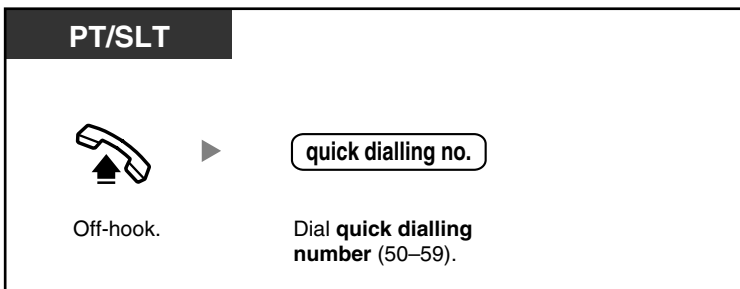 PT/SLT
quick dialling no.
Off-hook.
Dial quick dialling
number (50–59).